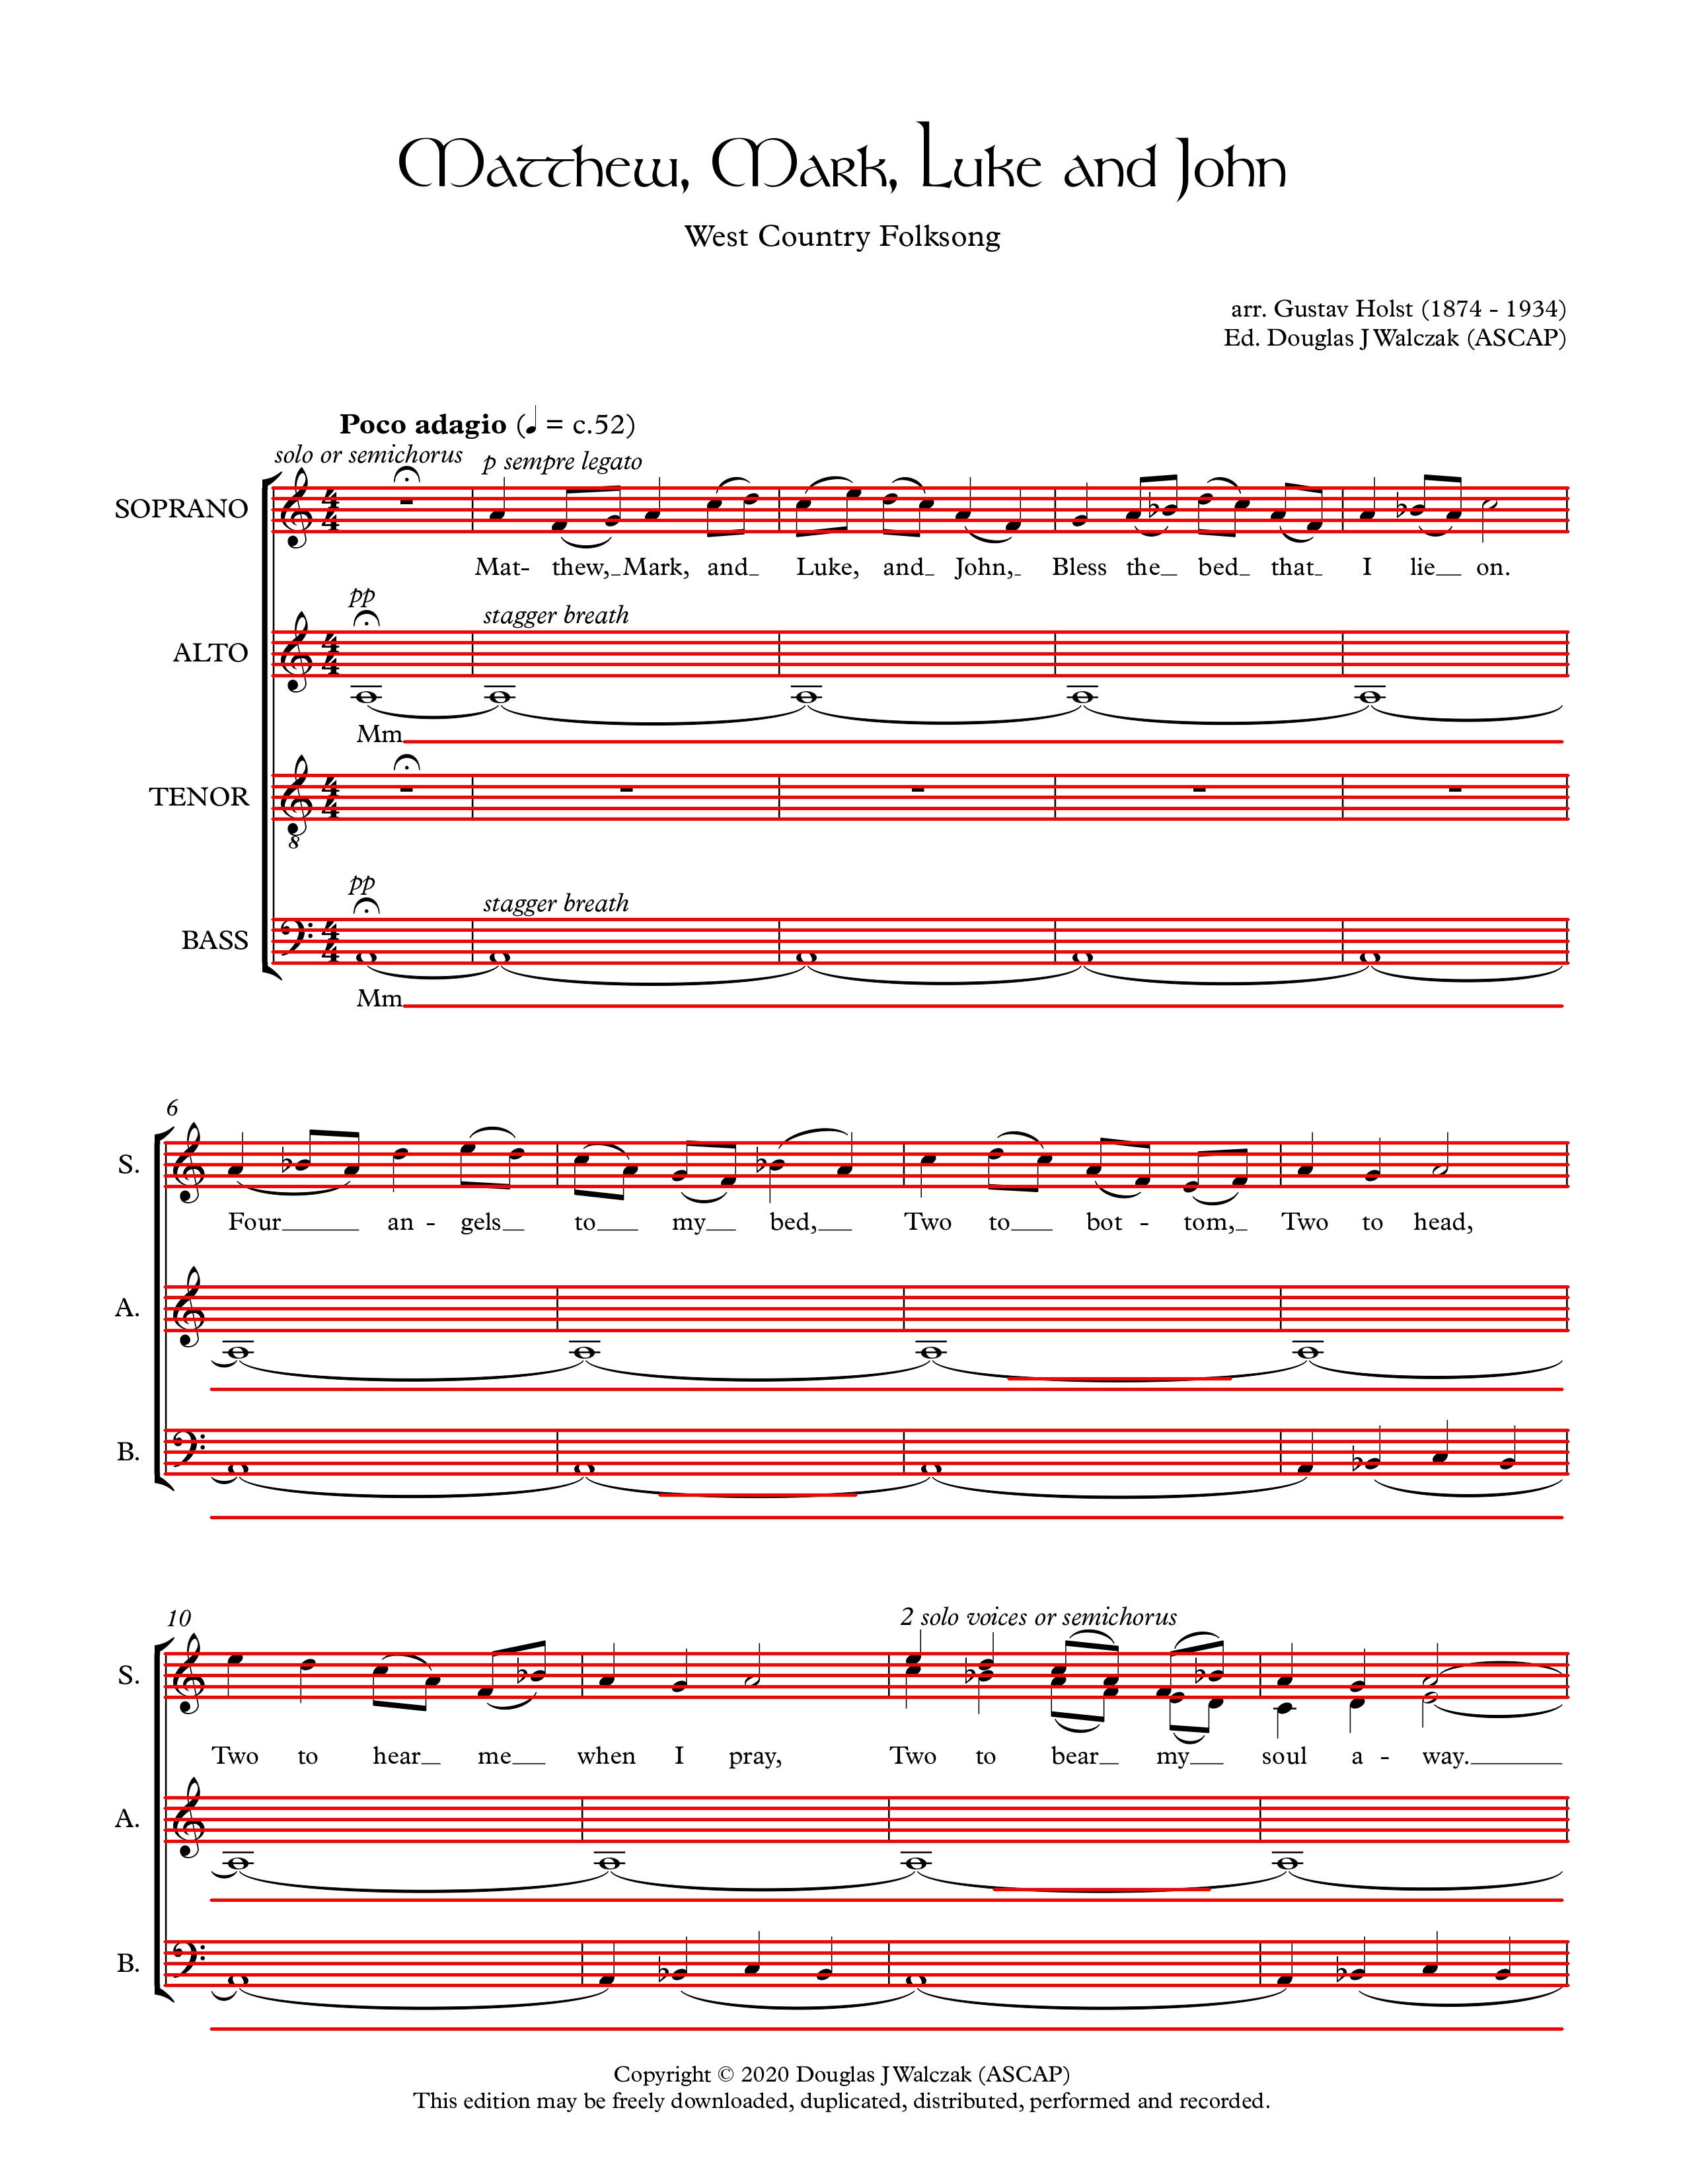 Matthew, Mark, Luke and John
West Country Folksong
arr. Gustav Holst (1874 - 1934)
Ed. Douglas J Walczak (ASCAP)
Poco adagio (♩ = c.52)
solo or semichorus p sempre legato
SOPRANO
Mat- thew, Mark, and Luke, and John, Bless the bed that I lie on.
pp stagger breath
ALTO
Mm
TENOR
8
pp stagger breath
BASS
Mm
6
S.
Four an - gels to my bed, Two to bot - tom, Two to head,
A.
B.
10 2 solo voices or semichorus
S.
Two to hear me when I pray, Two to bear my soul a - way.
A.
B.
Copyright © 2020 Douglas J Walczak (ASCAP)
This edition may be freely downloaded, duplicated, distributed, performed and recorded.